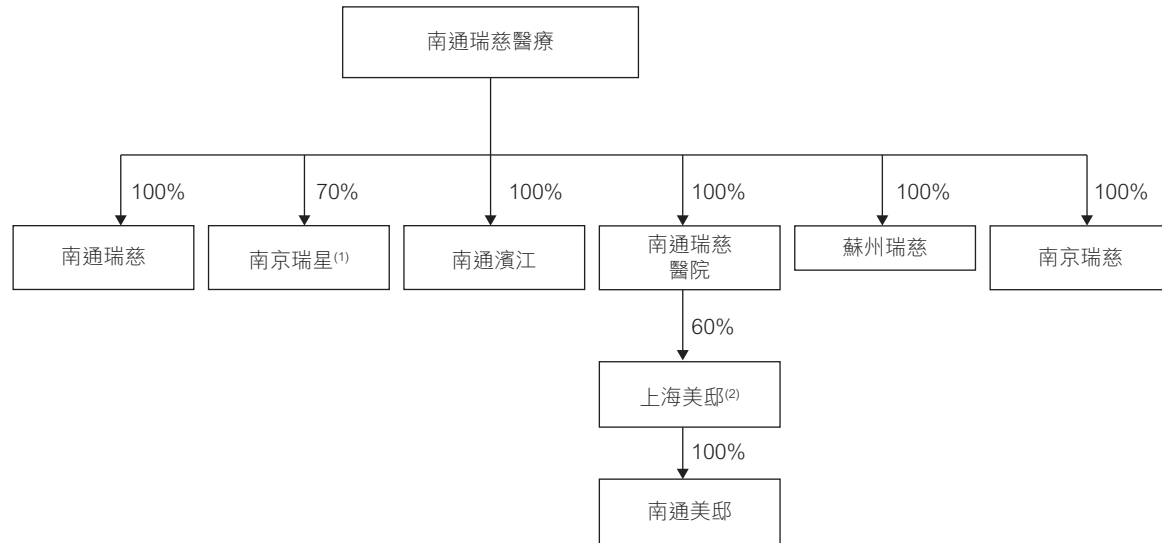 南通瑞慈醫療
100%
70%
100%
100%
100%
100%
南通瑞慈
南京瑞星(1)
南通濱江
南通瑞慈
醫院
蘇州瑞慈
南京瑞慈
60%
上海美邸(2)
100%
南通美邸